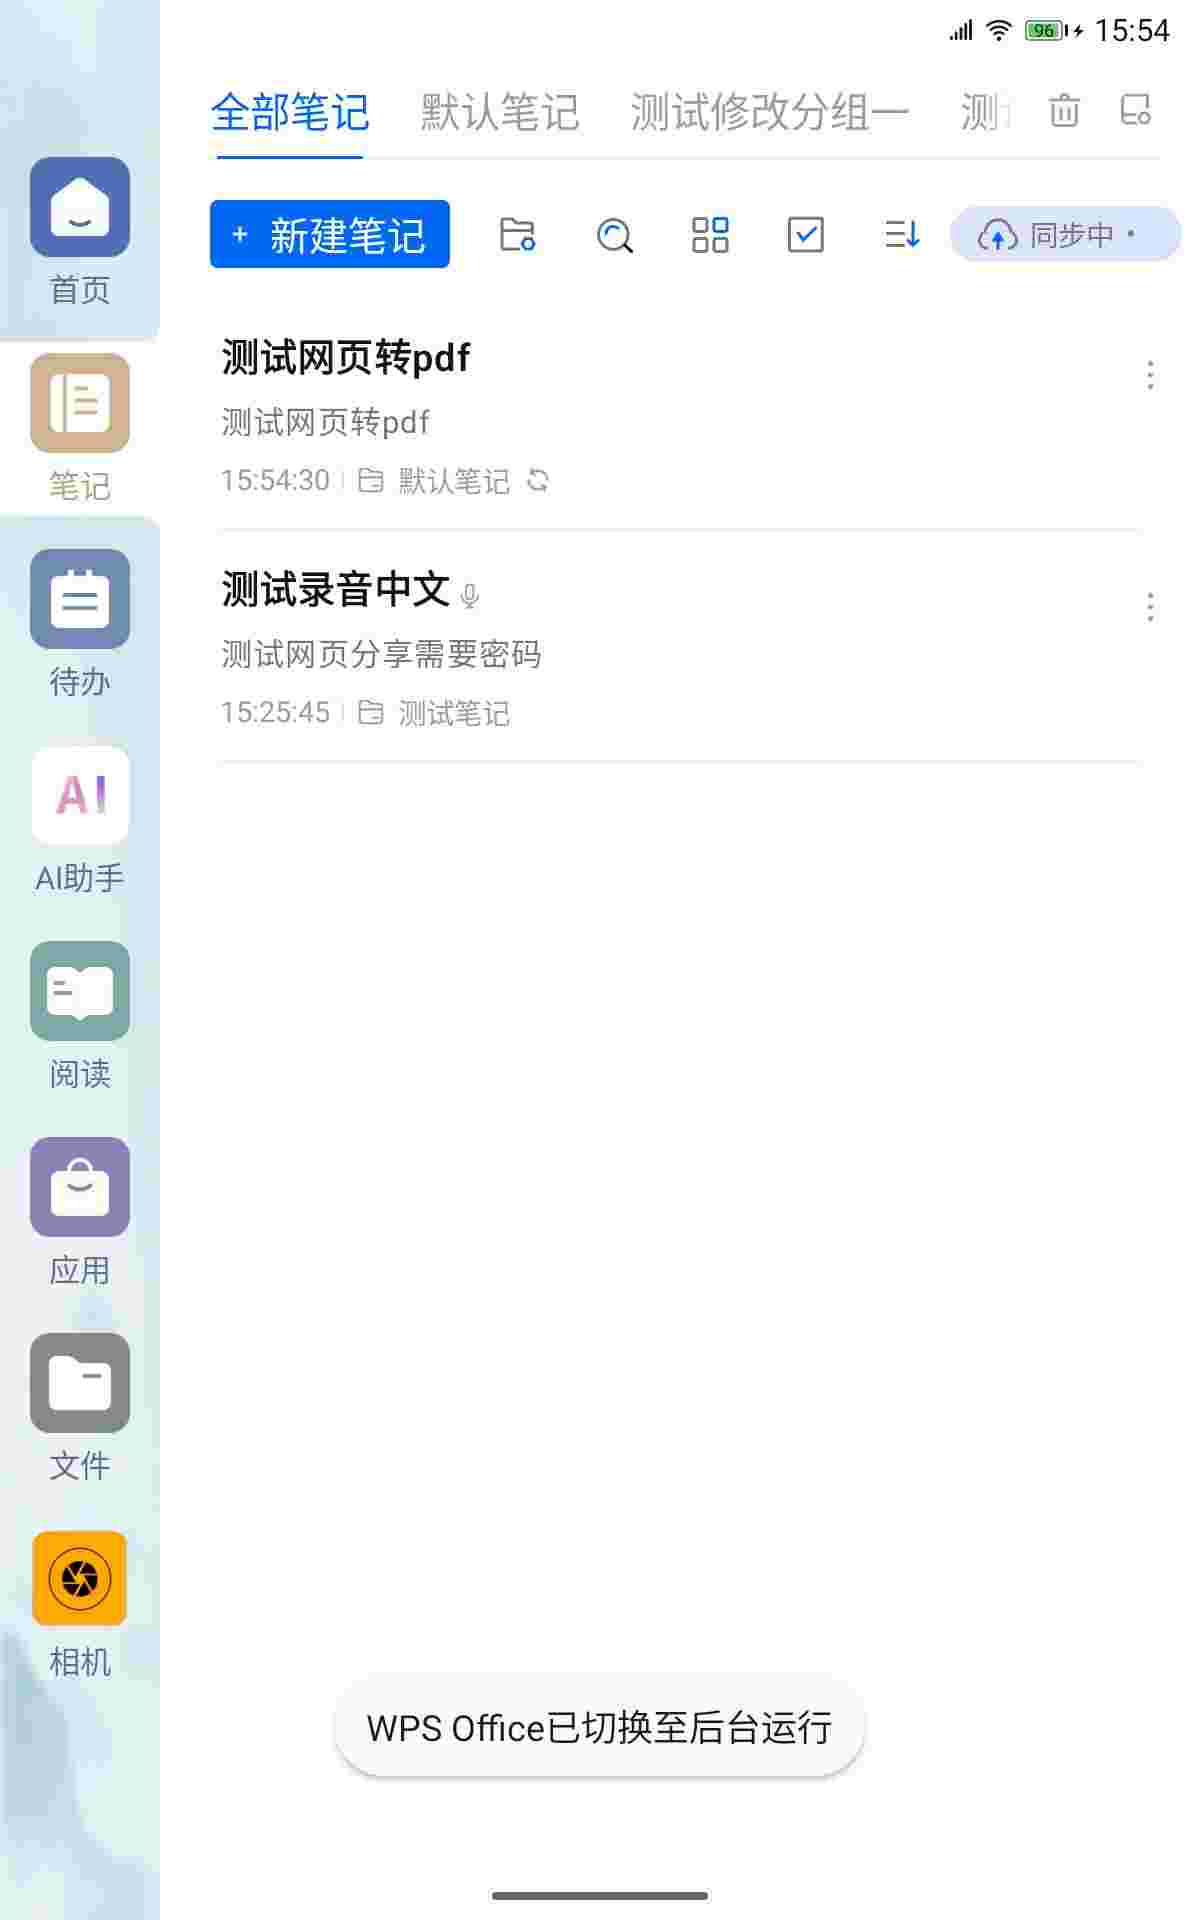 96 15:54
全部笔记 默认笔记 测试修改分组一 测
+ 新建笔记 同步中
首页
测试网页转pdf
测试网页转pdf
15:54:30 默认笔记
笔记
测试录音中文
测试网页分享需要密码
15:25:45 测试笔记
待办
AI
AI助手
阅读
应用
文件
相机
WPS Office已切换至后台运行